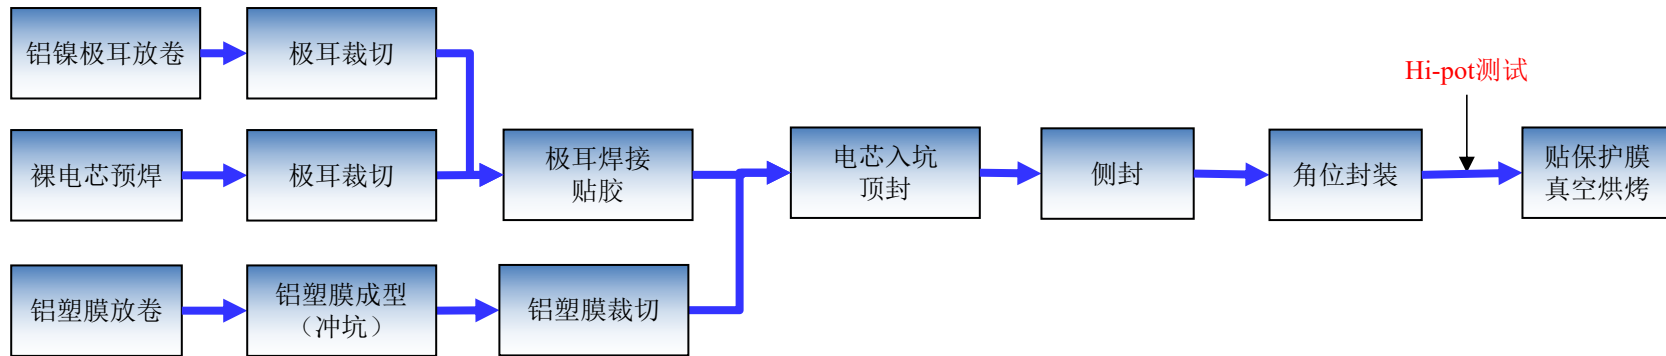 铝镍极耳放卷
极耳裁切
Hi-pot测试
裸电芯预焊
极耳裁切
极耳焊接
贴胶
电芯入坑
顶封
侧封
角位封装
贴保护膜
真空烘烤
铝塑膜放卷
铝塑膜成型
（冲坑）
铝塑膜裁切